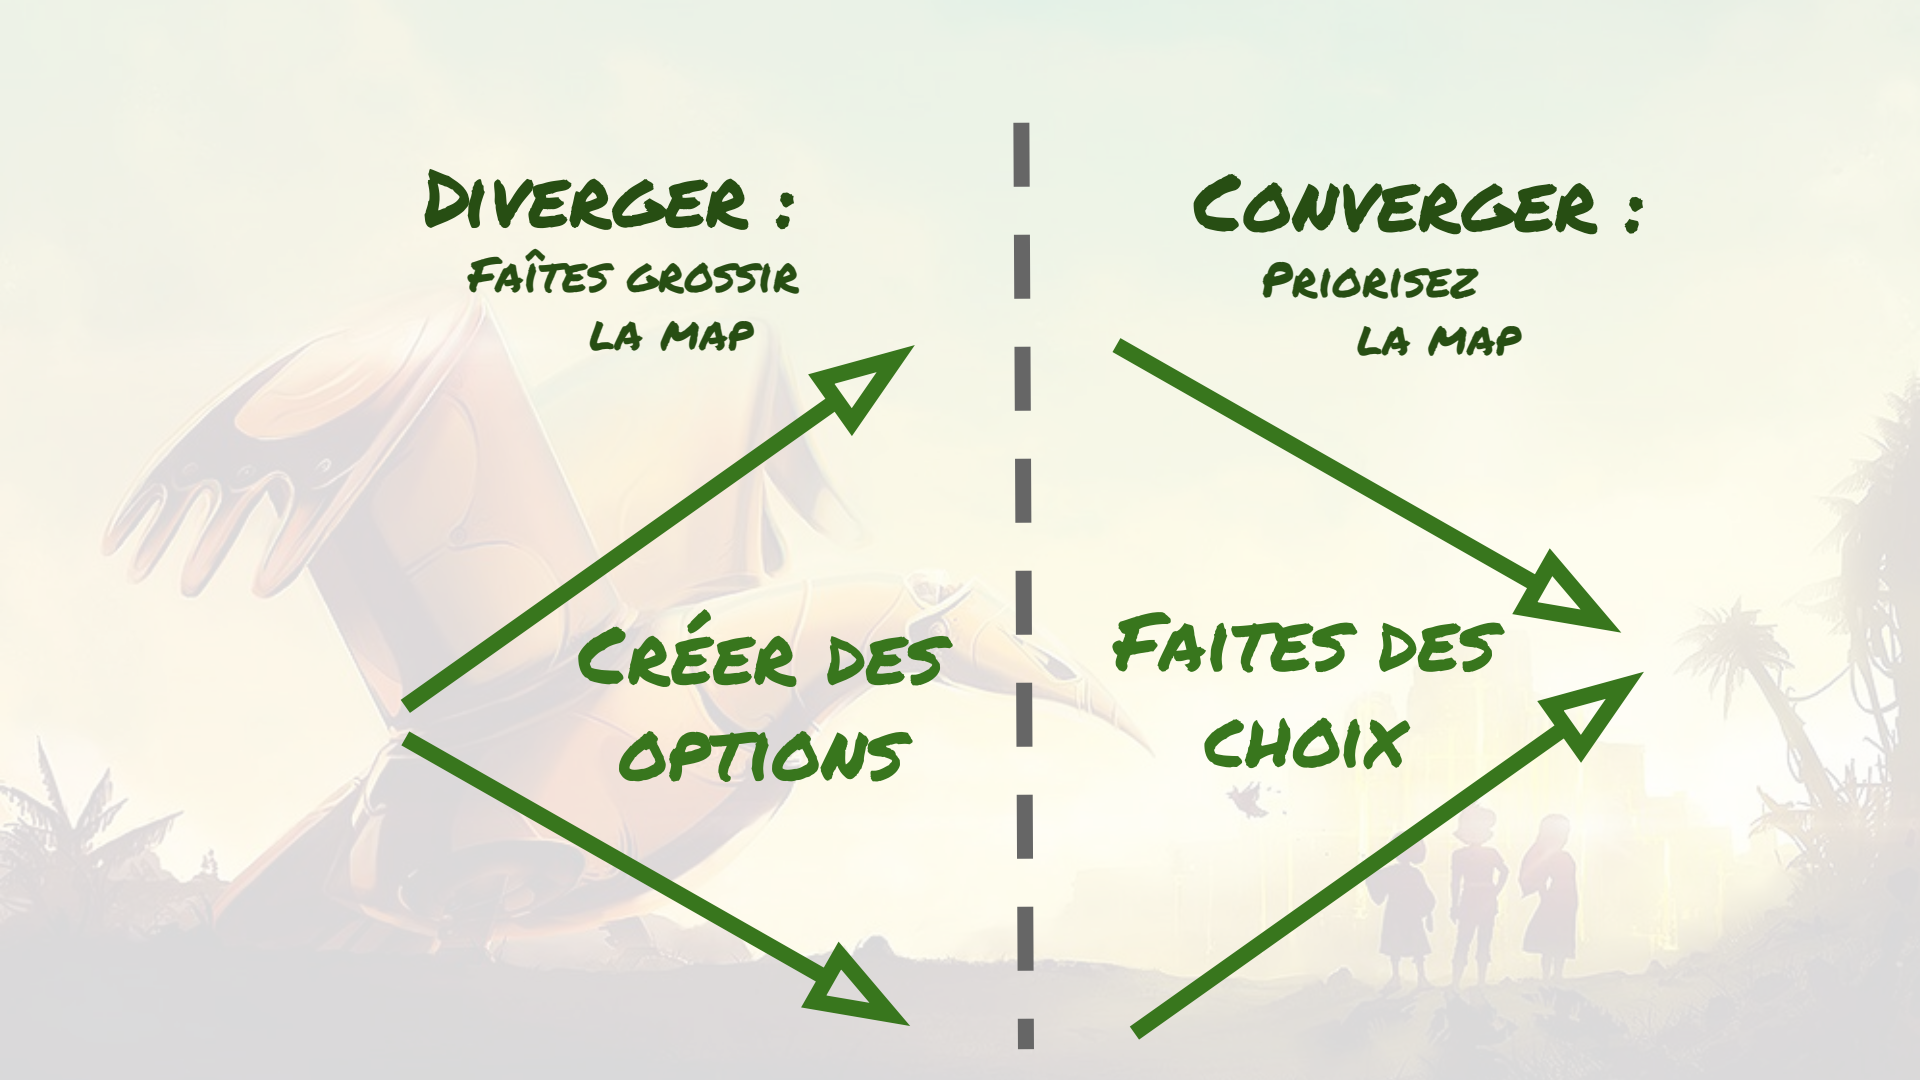 Diverger :
Faîtes grossir
la map
Créer des
options
Converger :
Priorisez
la map
Faites des
choix